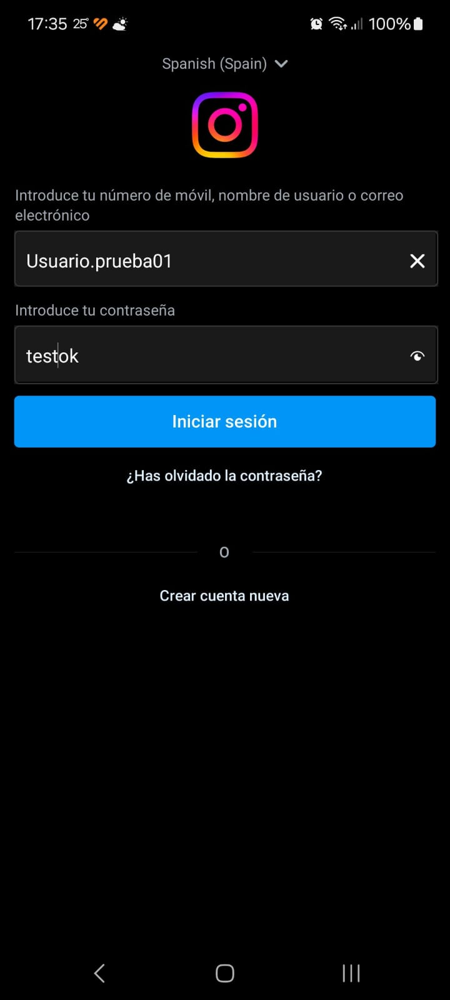 17:35 25° 100%
Spanish (Spain)
Introduce tu número de móvil, nombre de usuario o correo
electrónico
Usuario.prueba01
Introduce tu contraseña
testok
Iniciar sesión
¿Has olvidado la contraseña?
O
Crear cuenta nueva